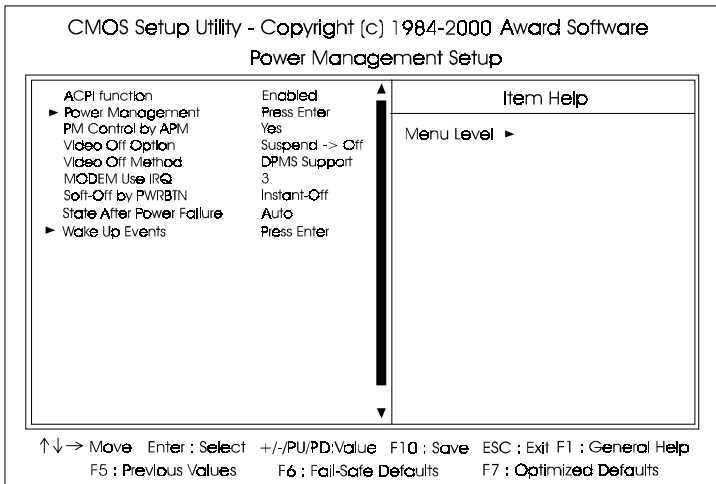 CMOS Setup Utility - Copyright (c) 1984-2000 Award Software
Power Management Setup
ACPI function Enabled
► Power Management Press Enter
PM Control by APM Yes
Video Off Option Suspend -> Off
Video Off Method DPMS Support
MODEM Use IRQ 3
Soft-Off by PWRBTN Instant-Off
State After Power Failure Auto
► Wake Up Events Press Enter
Item Help
Menu Level ►
↑↓→ Move Enter : Select +/-/PU/PD:Value F10 : Save ESC : Exit F1 : General Help
F5 : Previous Values F6 : Fail-Safe Defaults F7 : Optimized Defaults